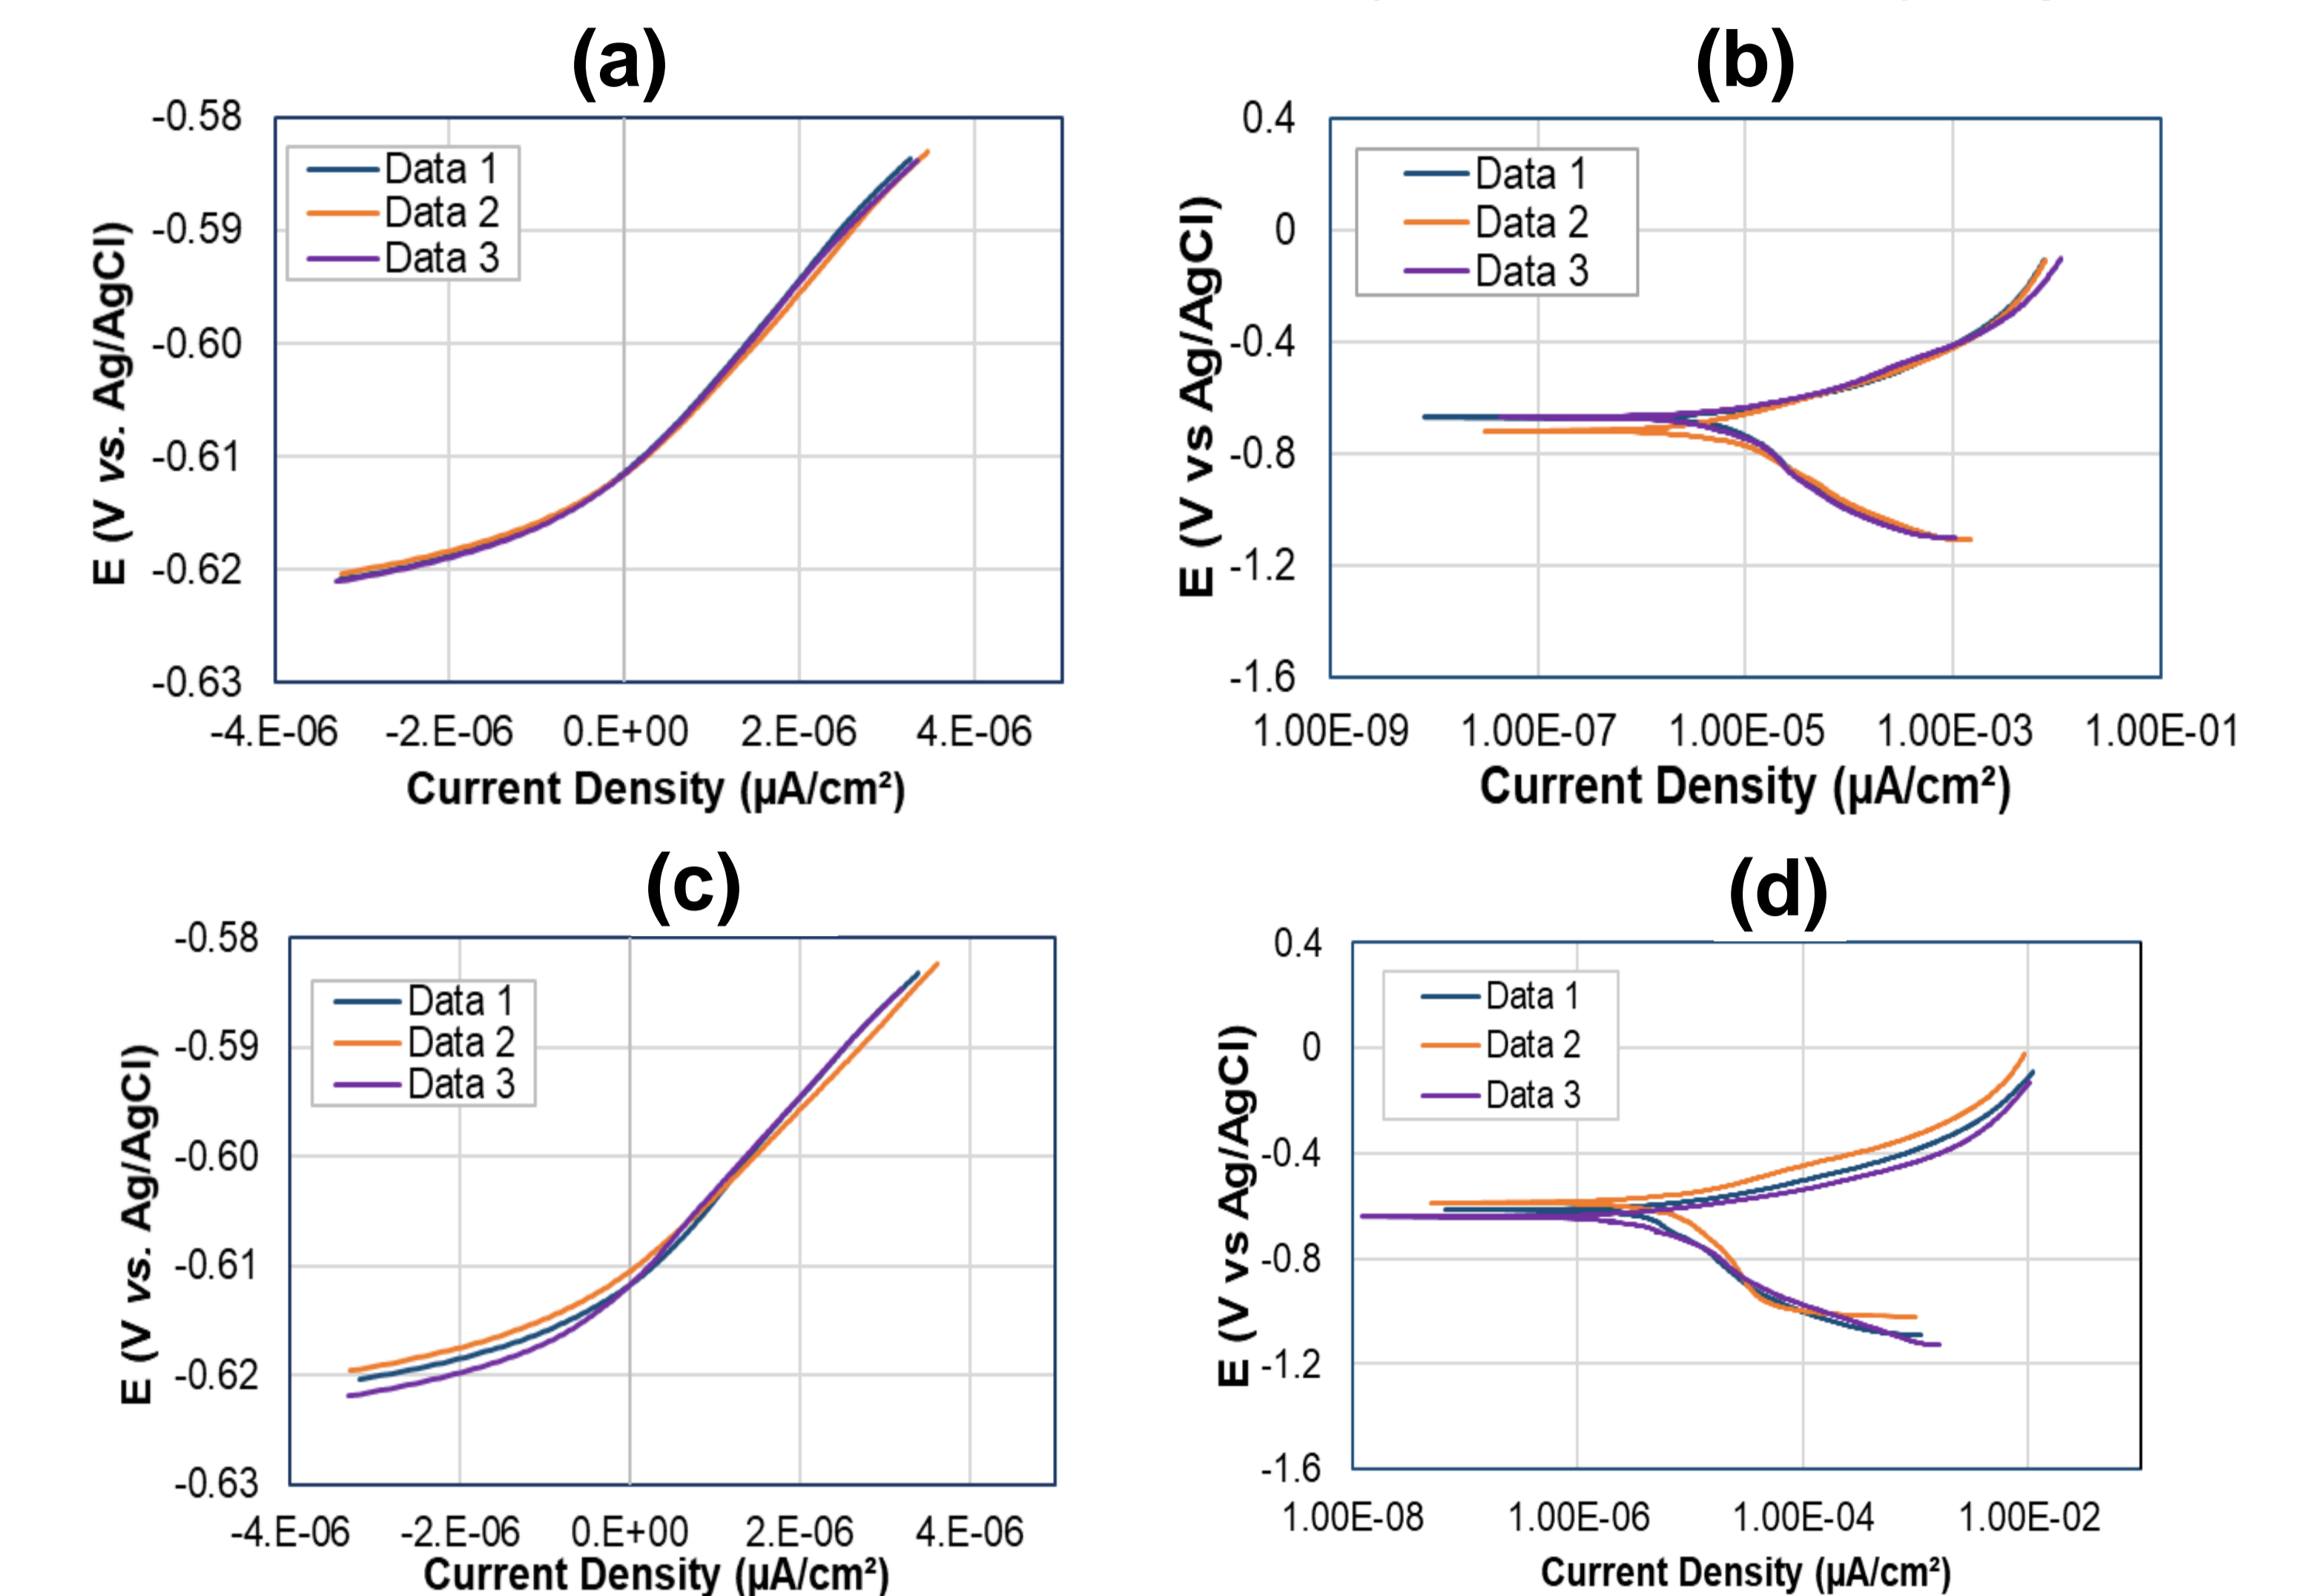 (a)
-0.58
-0.59
-0.60
-0.61
-0.62
-0.63
E (V vs. Ag/AgCl)
Data 1
Data 2
Data 3
-4.E-06 -2.E-06 0.E+00 2.E-06 4.E-06
Current Density (µA/cm²)
(b)
0.4
0
-0.4
-0.8
-1.2
-1.6
E (V vs Ag/AgCl)
Data 1
Data 2
Data 3
1.00E-09 1.00E-07 1.00E-05 1.00E-03 1.00E-01
Current Density (µA/cm²)
(c)
-0.58
-0.59
-0.60
-0.61
-0.62
-0.63
E (V vs. Ag/AgCl)
Data 1
Data 2
Data 3
-4.E-06 -2.E-06 0.E+00 2.E-06 4.E-06
Current Density (µA/cm²)
(d)
0.4
0
-0.4
-0.8
-1.2
-1.6
E (V vs Ag/AgCl)
Data 1
Data 2
Data 3
1.00E-08 1.00E-06 1.00E-04 1.00E-02
Current Density (µA/cm²)